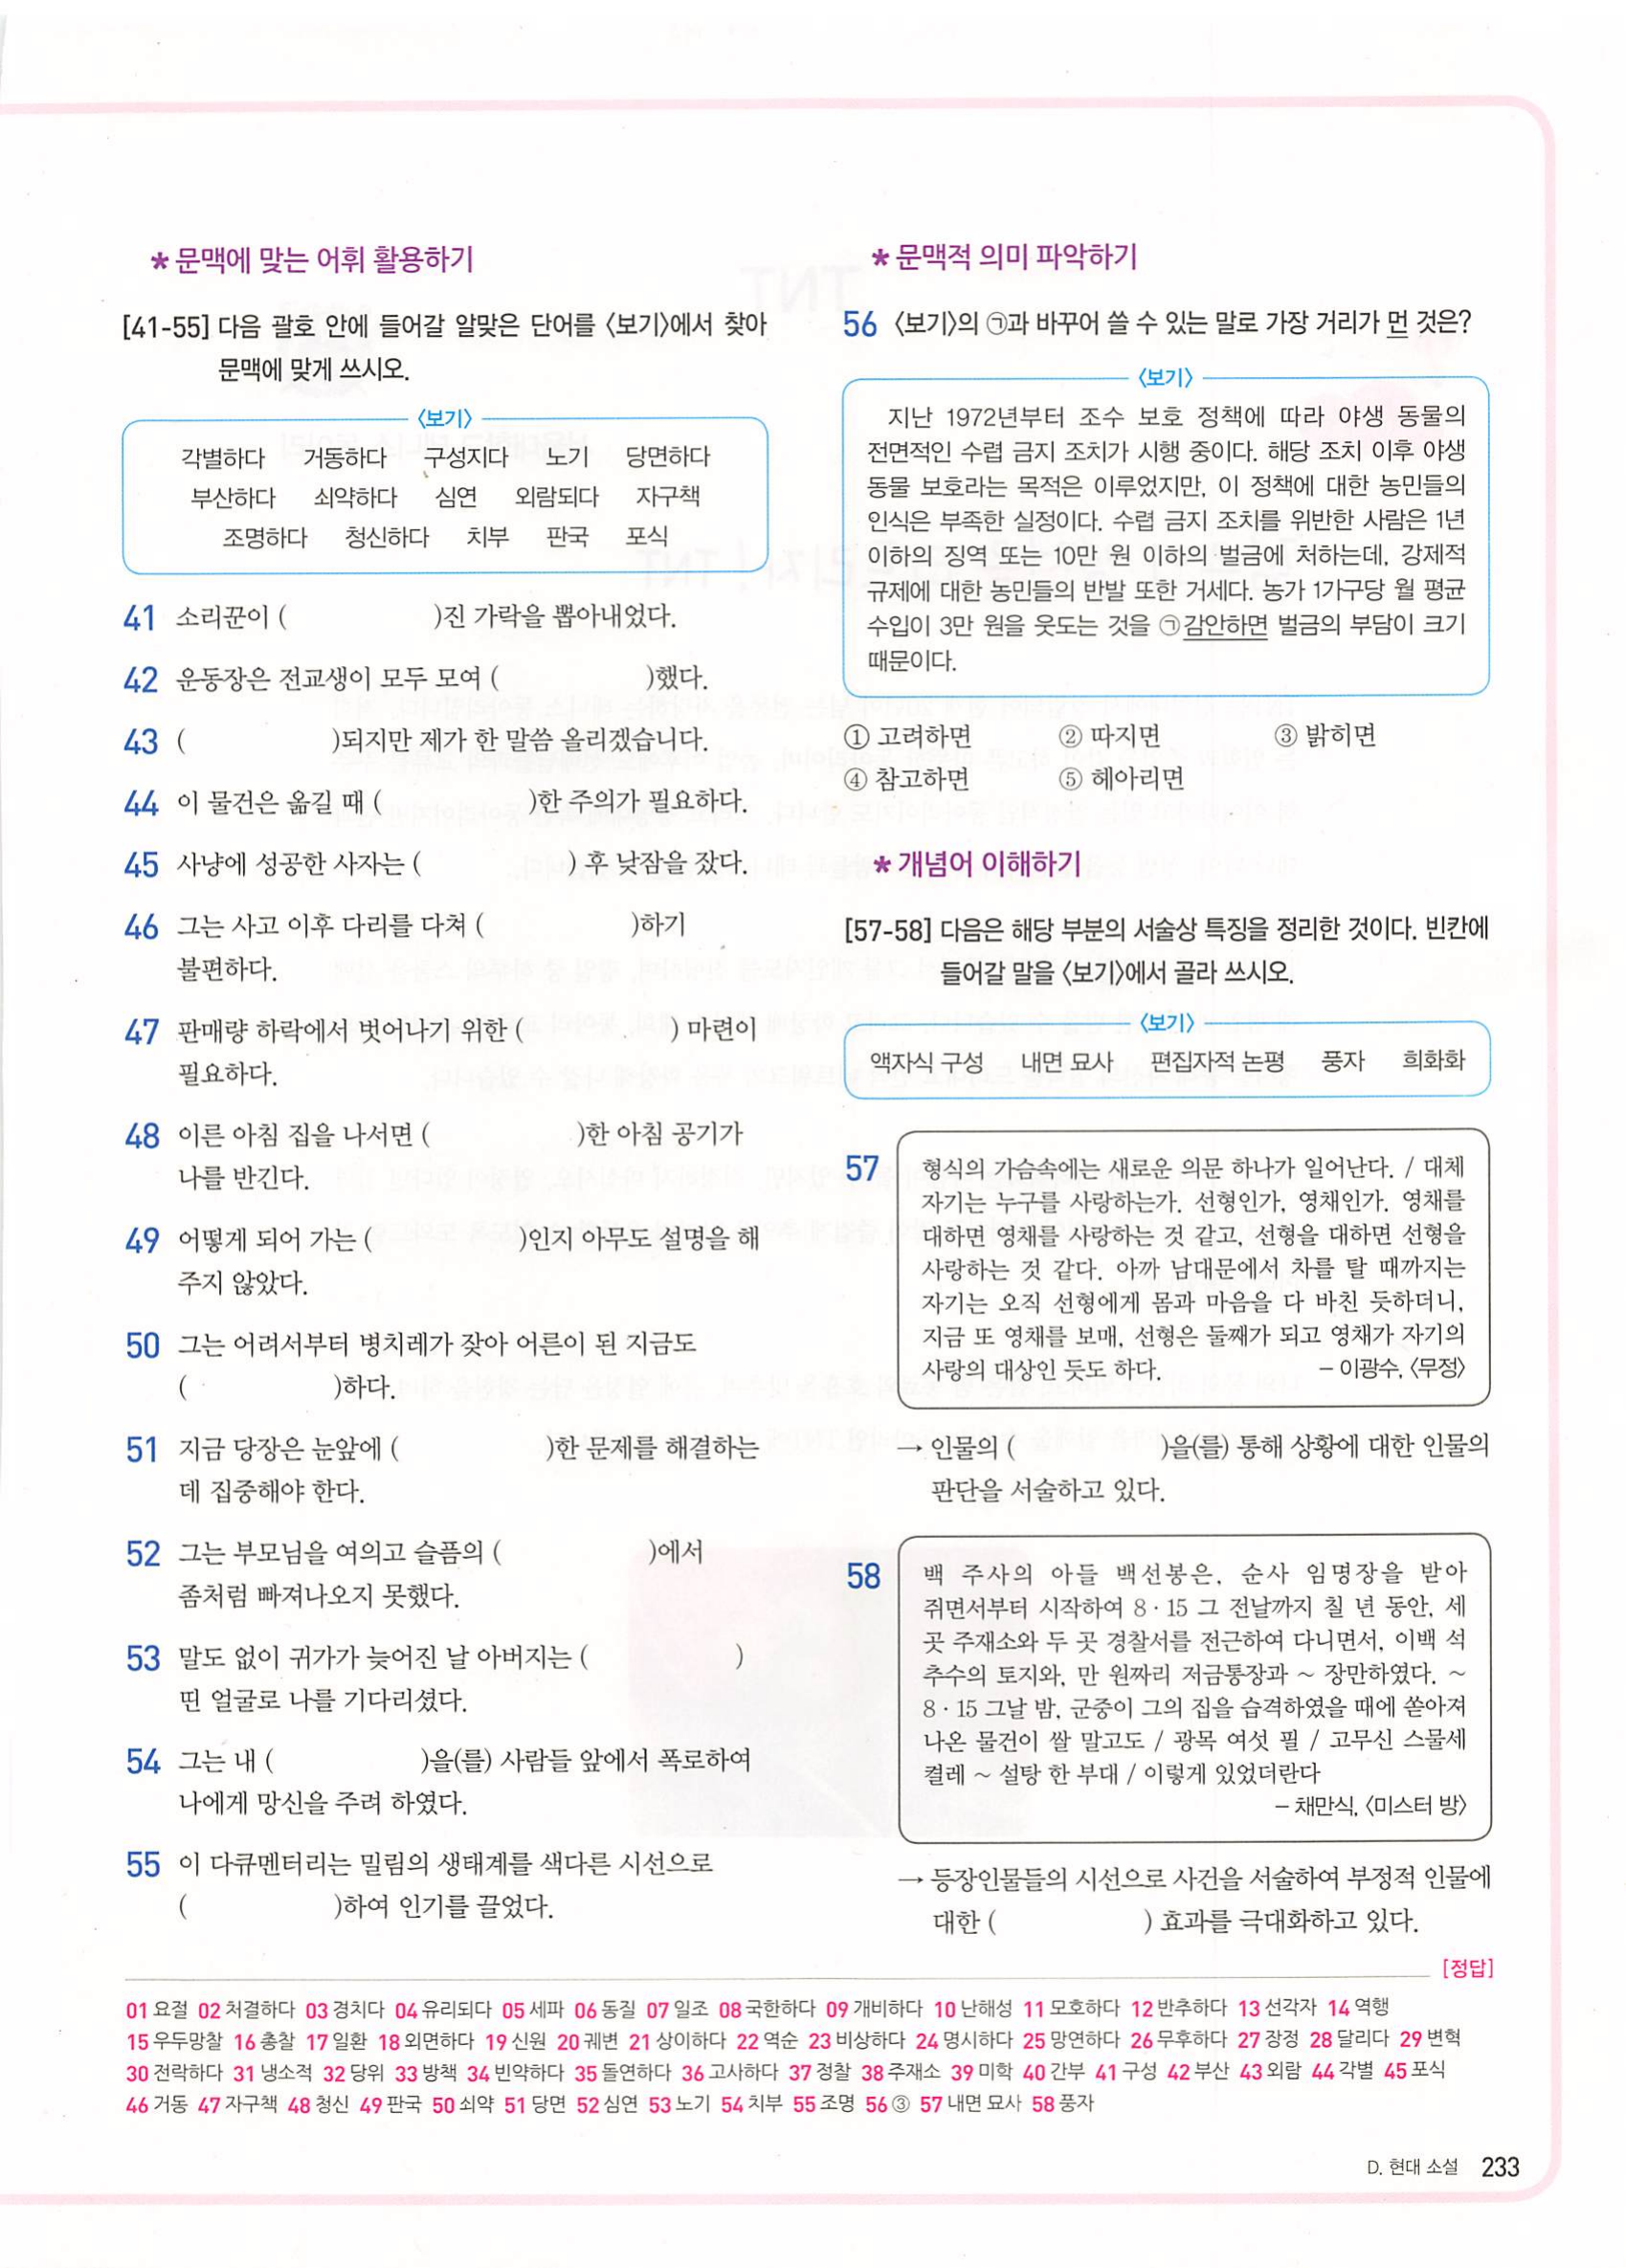 * 문맥에 맞는 어휘 활용하기
[41-55] 다음 괄호 안에 들어갈 알맞은 단어를 〈보기〉에서 찾아
문맥에 맞게 쓰시오.
〈보기〉
각별하다 거동하다 구성지다 노기 당면하다
부산하다 쇠약하다 심연 외람되다 자구책
조명하다 청신하다 치부 판국 포식
41 소리꾼이 ( )진 가락을 뽑아내었다.
42 운동장은 전교생이 모두 모여 ( )했다.
43 ( )되지만 제가 한 말씀 올리겠습니다.
44 이 물건은 옮길 때 ( )한 주의가 필요하다.
45 사냥에 성공한 사자는 ( ) 후 낮잠을 잤다.
46 그는 사고 이후 다리를 다쳐 ( )하기
불편하다.
47 판매량 하락에서 벗어나기 위한 ( ) 마련이
필요하다.
48 이른 아침 집을 나서면 ( )한 아침 공기가
나를 반긴다.
49 어떻게 되어 가는 ( )인지 아무도 설명을 해
주지 않았다.
50 그는 어려서부터 병치레가 잦아 어른이 된 지금도
( )하다.
51 지금 당장은 눈앞에 ( )한 문제를 해결하는
데 집중해야 한다.
52 그는 부모님을 여의고 슬픔의 ( )에서
좀처럼 빠져나오지 못했다.
53 말도 없이 귀가가 늦어진 날 아버지는 ( )
띤 얼굴로 나를 기다리셨다.
54 그는 내 ( )을(를) 사람들 앞에서 폭로하여
나에게 망신을 주려 하였다.
55 이 다큐멘터리는 밀림의 생태계를 색다른 시선으로
( )하여 인기를 끌었다.
* 문맥적 의미 파악하기
56 〈보기〉의 ㉠과 바꾸어 쓸 수 있는 말로 가장 거리가 먼 것은?
〈보기〉
지난 1972년부터 조수 보호 정책에 따라 야생 동물의
전면적인 수렵 금지 조치가 시행 중이다. 해당 조치 이후 야생
동물 보호라는 목적은 이루었지만, 이 정책에 대한 농민들의
인식은 부족한 실정이다. 수렵 금지 조치를 위반한 사람은 1년
이하의 징역 또는 10만 원 이하의 벌금에 처하는데, 강제적
규제에 대한 농민들의 반발 또한 거세다. 농가 1가구당 월 평균
수입이 3만 원을 웃도는 것을 ㉠감안하면 벌금의 부담이 크기
때문이다.
① 고려하면 ② 따지면 ③ 밝히면
④ 참고하면 ⑤ 헤아리면
* 개념어 이해하기
[57-58] 다음은 해당 부분의 서술상 특징을 정리한 것이다. 빈칸에
들어갈 말을 〈보기〉에서 골라 쓰시오.
〈보기〉
액자식 구성 내면 묘사 편집자적 논평 풍자 희화화
57 형식의 가슴속에는 새로운 의문 하나가 일어난다. / 대체
자기는 누구를 사랑하는가. 선형인가, 영채인가. 영채를
대하면 영채를 사랑하는 것 같고, 선형을 대하면 선형을
사랑하는 것 같다. 아까 남대문에서 차를 탈 때까지는
자기는 오직 선형에게 몸과 마음을 다 바친 듯하더니,
지금 또 영채를 보매, 선형은 둘째가 되고 영채가 자기의
사랑의 대상인 듯도 하다. – 이광수, 〈무정〉
→ 인물의 ( )을(를) 통해 상황에 대한 인물의
판단을 서술하고 있다.
58 백 주사의 아들 백선봉은, 순사 임명장을 받아
쥐면서부터 시작하여 8·15 그 전날까지 칠 년 동안, 세
곳 주재소와 두 곳 경찰서를 전근하여 다니면서, 이백 석
추수의 토지와, 만 원짜리 저금통장과 ~ 장만하였다. ~
8·15 그날 밤, 군중이 그의 집을 습격하였을 때에 쏟아져
나온 물건이 쌀 말고도 / 광목 여섯 필 / 고무신 스물세
켤레 ~ 설탕 한 부대 / 이렇게 있었더란다
– 채만식, 〈미스터 방〉
→ 등장인물들의 시선으로 사건을 서술하여 부정적 인물에
대한 ( ) 효과를 극대화하고 있다.
[정답]
01 요절 02 처결하다 03 경치다 04 유리되다 05 세파 06 동질 07 일조 08 국한하다 09 개비하다 10 난해성 11 모호하다 12 반추하다 13 선각자 14 역행
15 우두망찰 16 총찰 17 일환 18 외면하다 19 신원 20 궤변 21 상이하다 22 역순 23 비상하다 24 명시하다 25 망연하다 26 무후하다 27 장정 28 달리다 29 변혁
30 전락하다 31 냉소적 32 당위 33 방책 34 빈약하다 35 돌연하다 36 고사하다 37 정찰 38 주재소 39 미학 40 간부 41 구성 42 부산 43 외람 44 각별 45 포식
46 거동 47 자구책 48 청신 49 판국 50 쇠약 51 당면 52 심연 53 노기 54 치부 55 조명 56 ③ 57 내면 묘사 58 풍자
D. 현대 소설 233